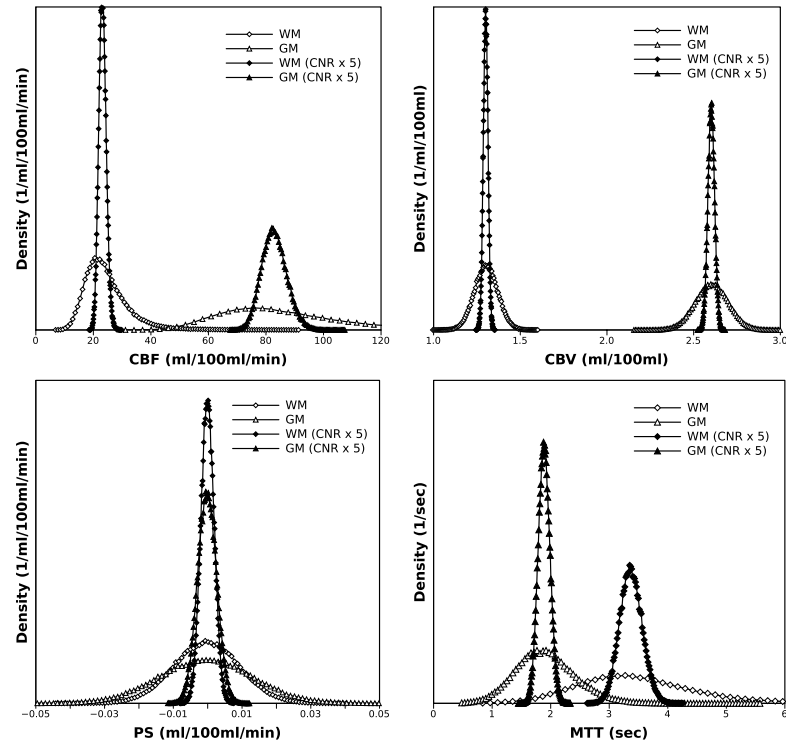 Density (1/ml/100ml/min)
WM
GM
WM (CNR x 5)
GM (CNR x 5)
0 20 40 60 80 100 120
CBF (ml/100ml/min)
Density (1/ml/100ml)
WM
GM
WM (CNR x 5)
GM (CNR x 5)
1.0 1.5 2.0 2.5 3.0
CBV (ml/100ml)
Density (1/ml/100ml/min)
WM
GM
WM (CNR x 5)
GM (CNR x 5)
−0.05 −0.03 −0.01 0.01 0.03 0.05
PS (ml/100ml/min)
Density (1/sec)
WM
GM
WM (CNR x 5)
GM (CNR x 5)
0 1 2 3 4 5 6
MTT (sec)